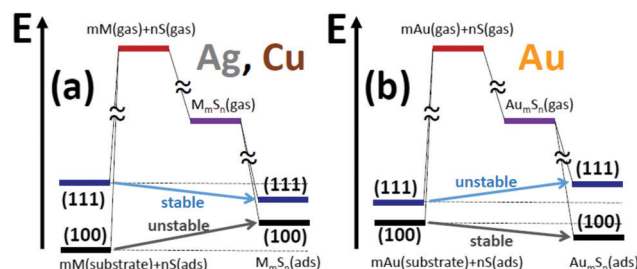 E
mM(gas)+nS(gas)
Ag, Cu
(a)
MₘSₙ(gas)
≈
≈
≈
(111)
(111)
stable
unstable
(100)
(100)
mM(substrate)+nS(ads)
MₘSₙ(ads)
E
mAu(gas)+nS(gas)
Au
(b)
AuₘSₙ(gas)
≈
≈
≈
(111)
unstable
(111)
(100)
(100)
stable
mAu(substrate)+nS(ads)
AuₘSₙ(ads)